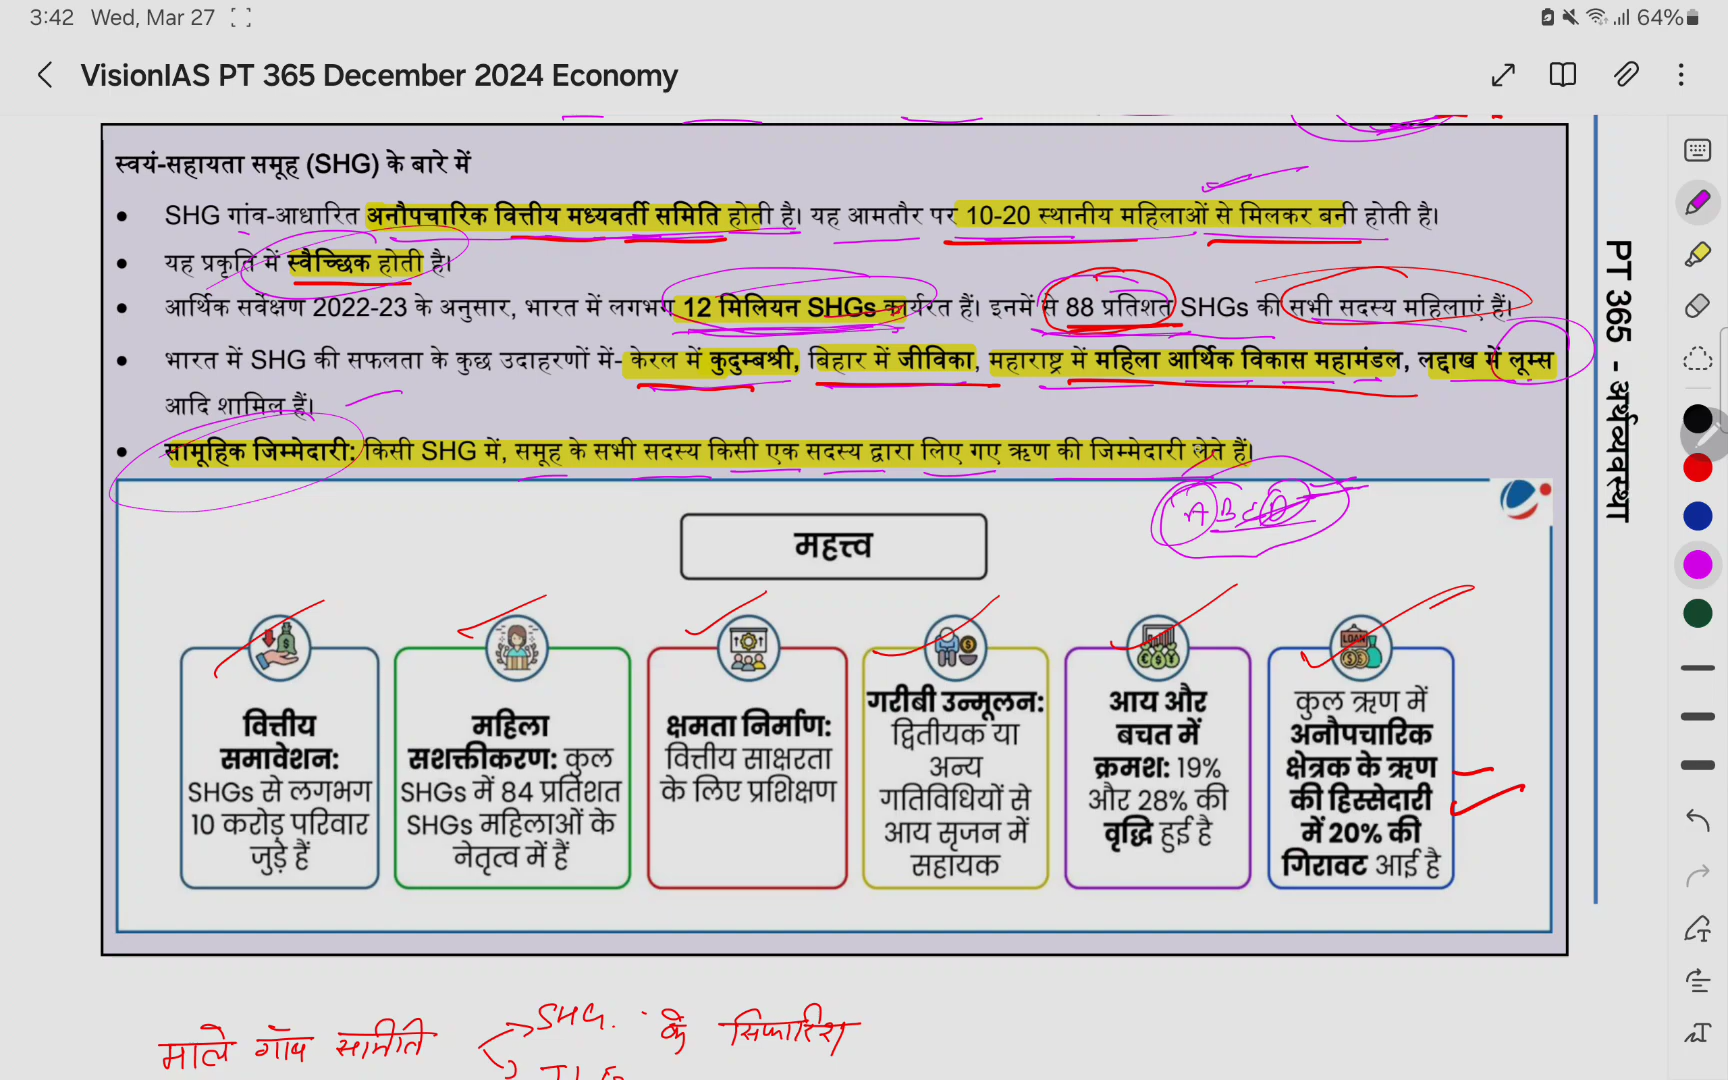 3:42 Wed, Mar 27
64%
VisionIAS PT 365 December 2024 Economy
स्वयं-सहायता समूह (SHG) के बारे में
• SHG गांव-आधारित अनौपचारिक वित्तीय मध्यवर्ती समिति होती है। यह आमतौर पर 10-20 स्थानीय महिलाओं से मिलकर बनी होती है।
• यह प्रकृति में स्वैच्छिक होती है।
• आर्थिक सर्वेक्षण 2022-23 के अनुसार, भारत में लगभग 12 मिलियन SHGs कार्यरत हैं। इनमें से 88 प्रतिशत SHGs की सभी सदस्य महिलाएं हैं।
• भारत में SHG की सफलता के कुछ उदाहरणों में- केरल में कुदुम्बश्री, बिहार में जीविका, महाराष्ट्र में महिला आर्थिक विकास महामंडल, लद्दाख में लूम्स
आदि शामिल हैं।
• सामूहिक जिम्मेदारी: किसी SHG में, समूह के सभी सदस्य किसी एक सदस्य द्वारा लिए गए ऋण की जिम्मेदारी लेते हैं।
A B C D
महत्त्व
वित्तीय
समावेशन:
SHGs से लगभग
10 करोड़ परिवार
जुड़े हैं
महिला
सशक्तीकरण: कुल
SHGs में 84 प्रतिशत
SHGs महिलाओं के
नेतृत्व में हैं
क्षमता निर्माण:
वित्तीय साक्षरता
के लिए प्रशिक्षण
गरीबी उन्मूलन:
द्वितीयक या
अन्य
गतिविधियों से
आय सृजन में
सहायक
आय और
बचत में
क्रमश: 19%
और 28% की
वृद्धि हुई है
LOAN
कुल ऋण में
अनौपचारिक
क्षेत्रक के ऋण
की हिस्सेदारी
में 20% की
गिरावट आई है
PT 365 - अर्थव्यवस्था
SHG. के सिफारिश
माले गाँव समीति